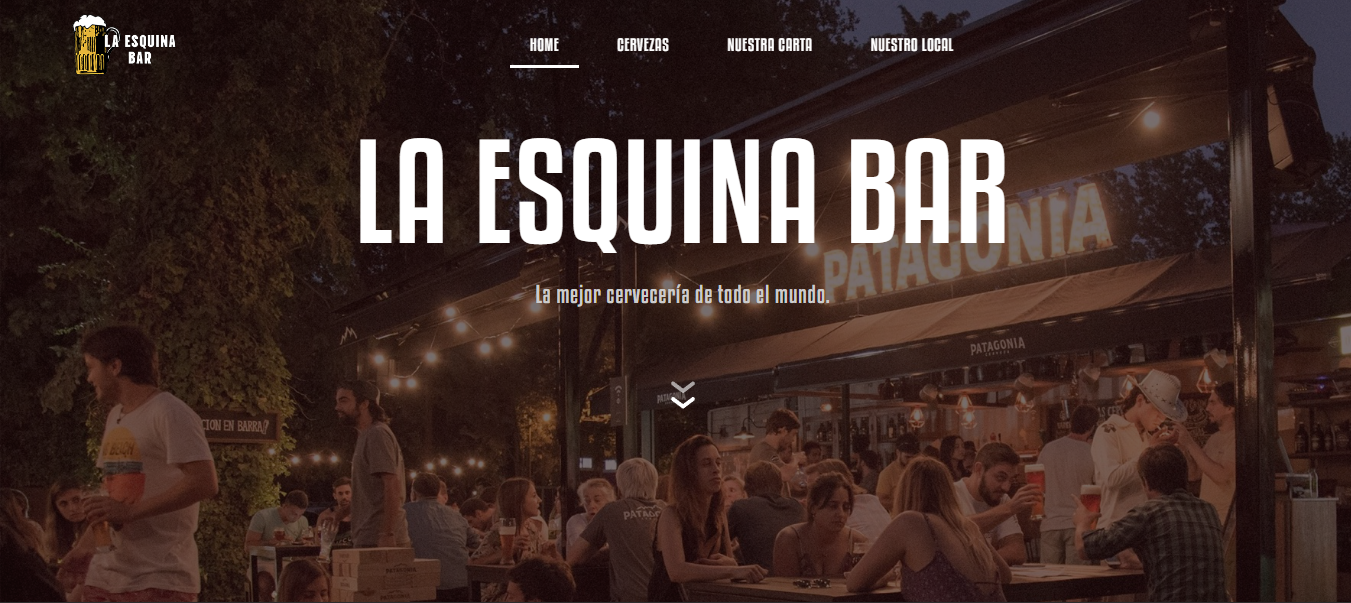 LA ESQUINA
BAR
HOME
CERVEZAS
NUESTRA CARTA
NUESTRO LOCAL
LA ESQUINA BAR
PATAGONIA
La mejor cervecería de todo el mundo.
PATAGONIA
CION EN BARRA
PATAGONIA